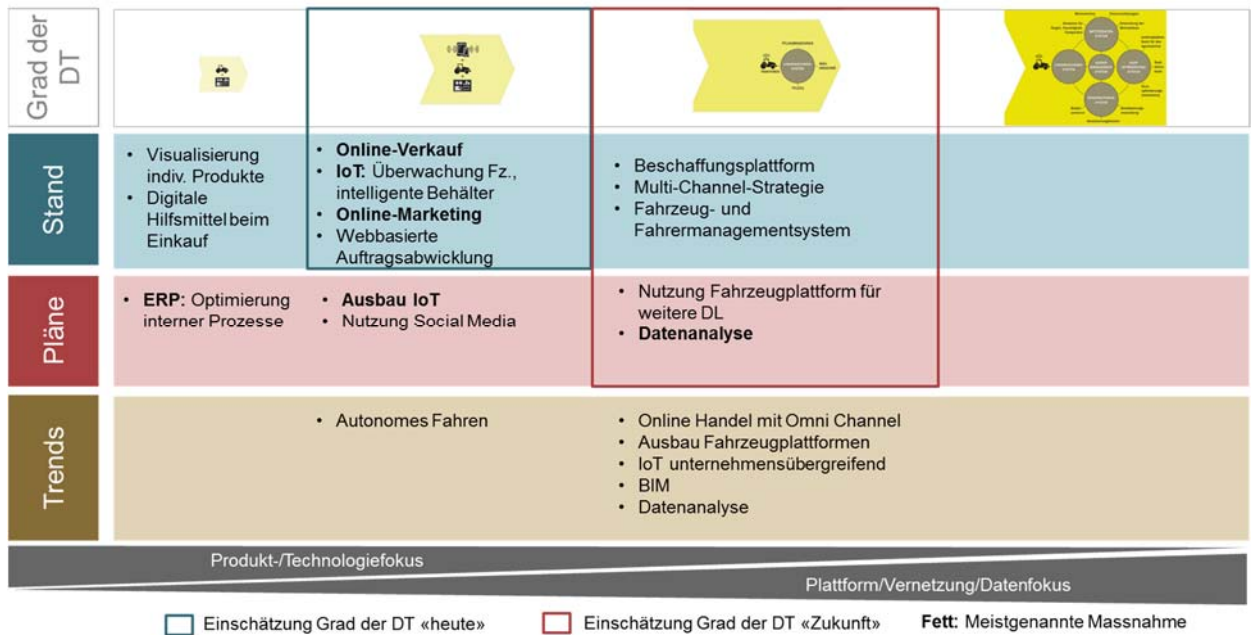 Grad der
DT
Stand
• Visualisierung
indiv. Produkte
• Digitale
Hilfsmittel beim
Einkauf
• Online-Verkauf
• IoT: Überwachung Fz.,
intelligente Behälter
• Online-Marketing
• Webbasierte
Auftragsabwicklung
• Beschaffungsplattform
• Multi-Channel-Strategie
• Fahrzeug- und
Fahrermanagementsystem
Pläne
• ERP: Optimierung
interner Prozesse
• Ausbau IoT
• Nutzung Social Media
• Nutzung Fahrzeugplattform für
weitere DL
• Datenanalyse
Trends
• Autonomes Fahren
• Online Handel mit Omni Channel
• Ausbau Fahrzeugplattformen
• IoT unternehmensübergreifend
• BIM
• Datenanalyse
Produkt-/Technologiefokus
Plattform/Vernetzung/Datenfokus
Einschätzung Grad der DT «heute»
Einschätzung Grad der DT «Zukunft»
Fett: Meistgenannte Massnahme